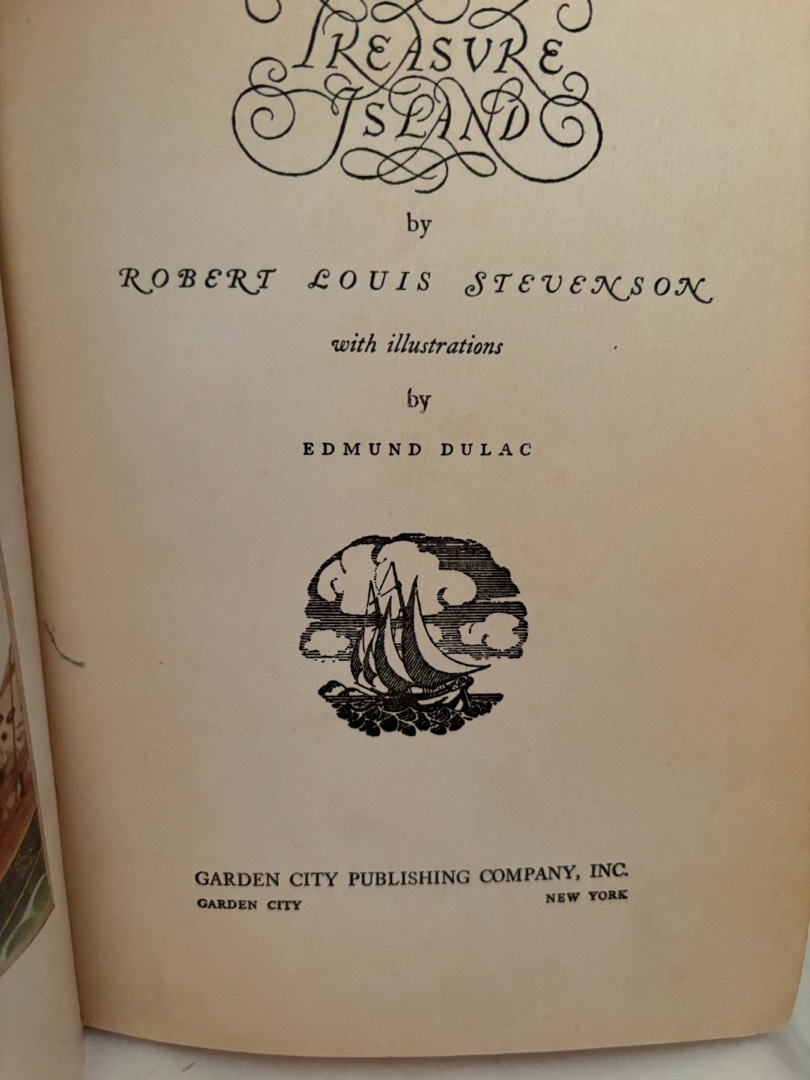 TREASURE
ISLAND
by
ROBERT LOUIS STEVENSON
with illustrations
by
EDMUND DULAC
GARDEN CITY PUBLISHING COMPANY, INC.
GARDEN CITY NEW YORK